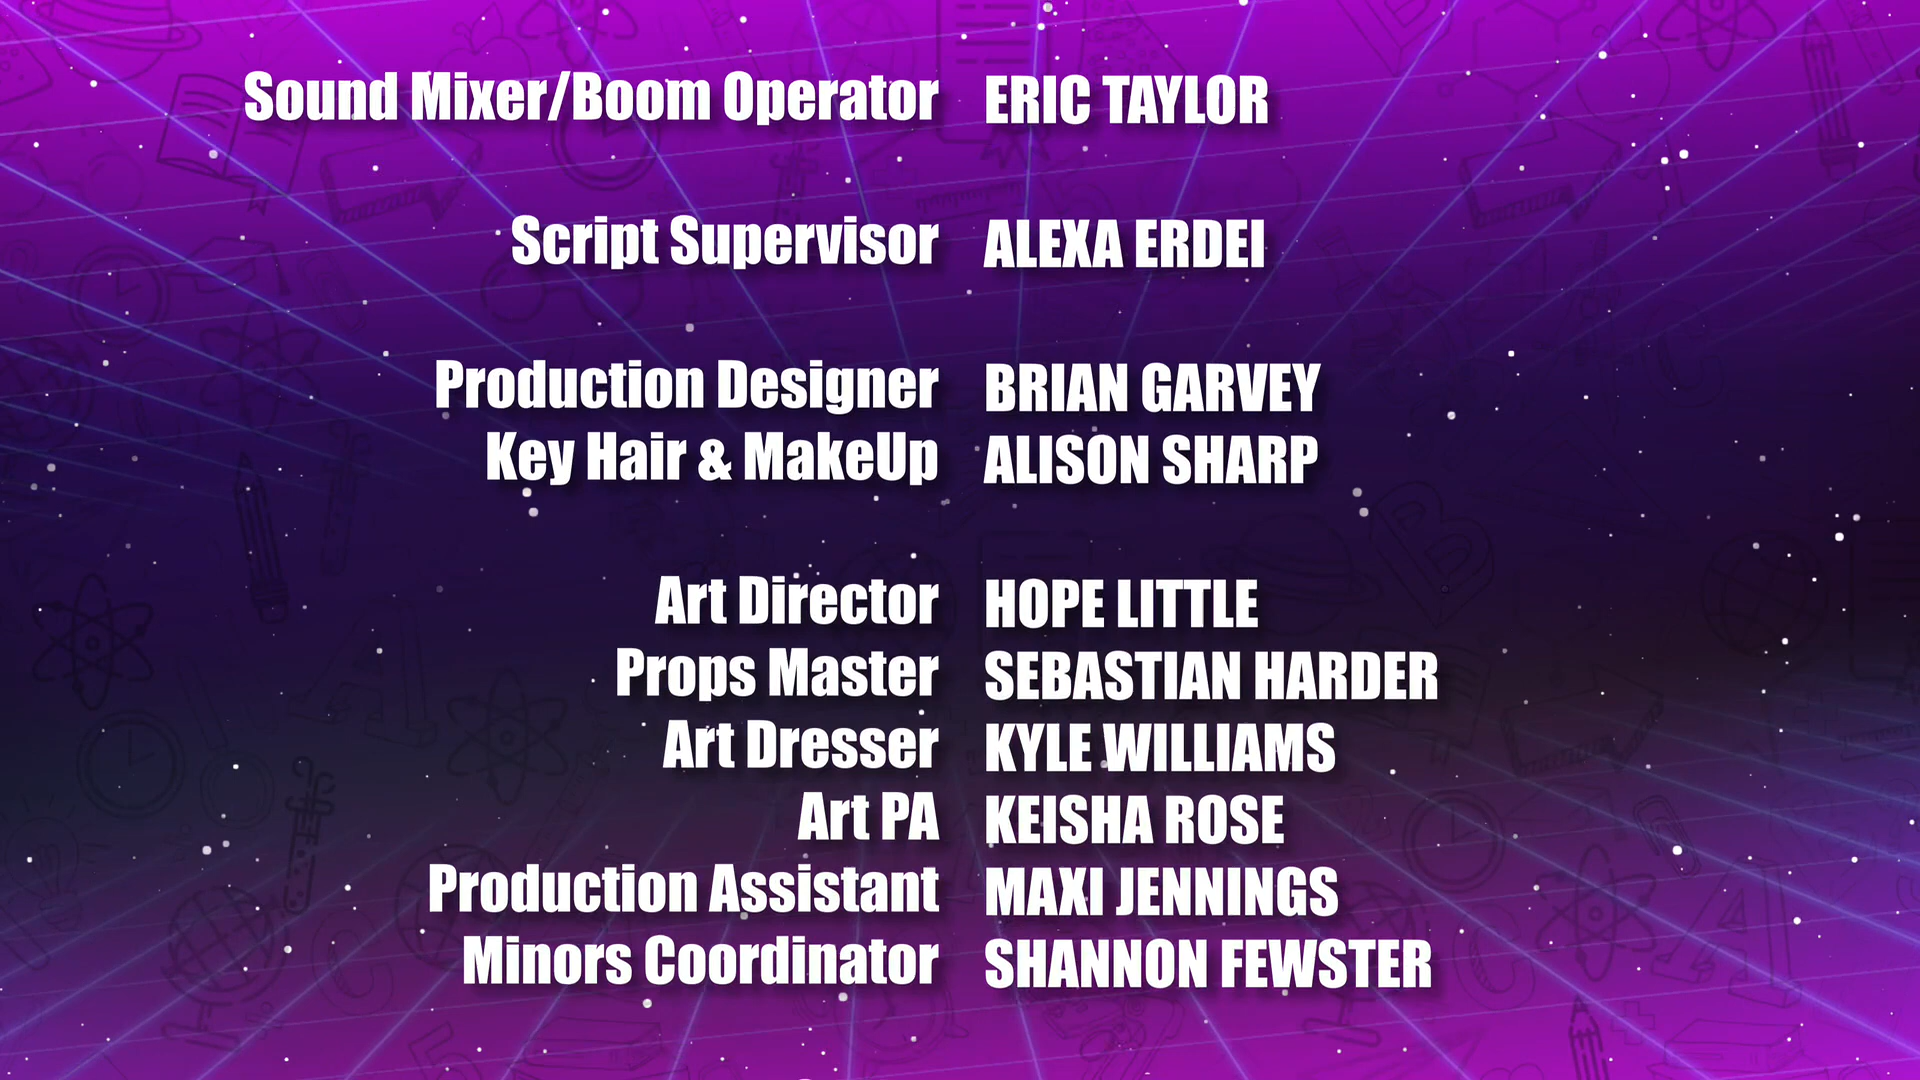 Sound Mixer/Boom Operator ERIC TAYLOR
Script Supervisor ALEXA ERDEI
Production Designer BRIAN GARVEY
Key Hair & MakeUp ALISON SHARP
Art Director HOPE LITTLE
Props Master SEBASTIAN HARDER
Art Dresser KYLE WILLIAMS
Art PA KEISHA ROSE
Production Assistant MAXI JENNINGS
Minors Coordinator SHANNON FEWSTER